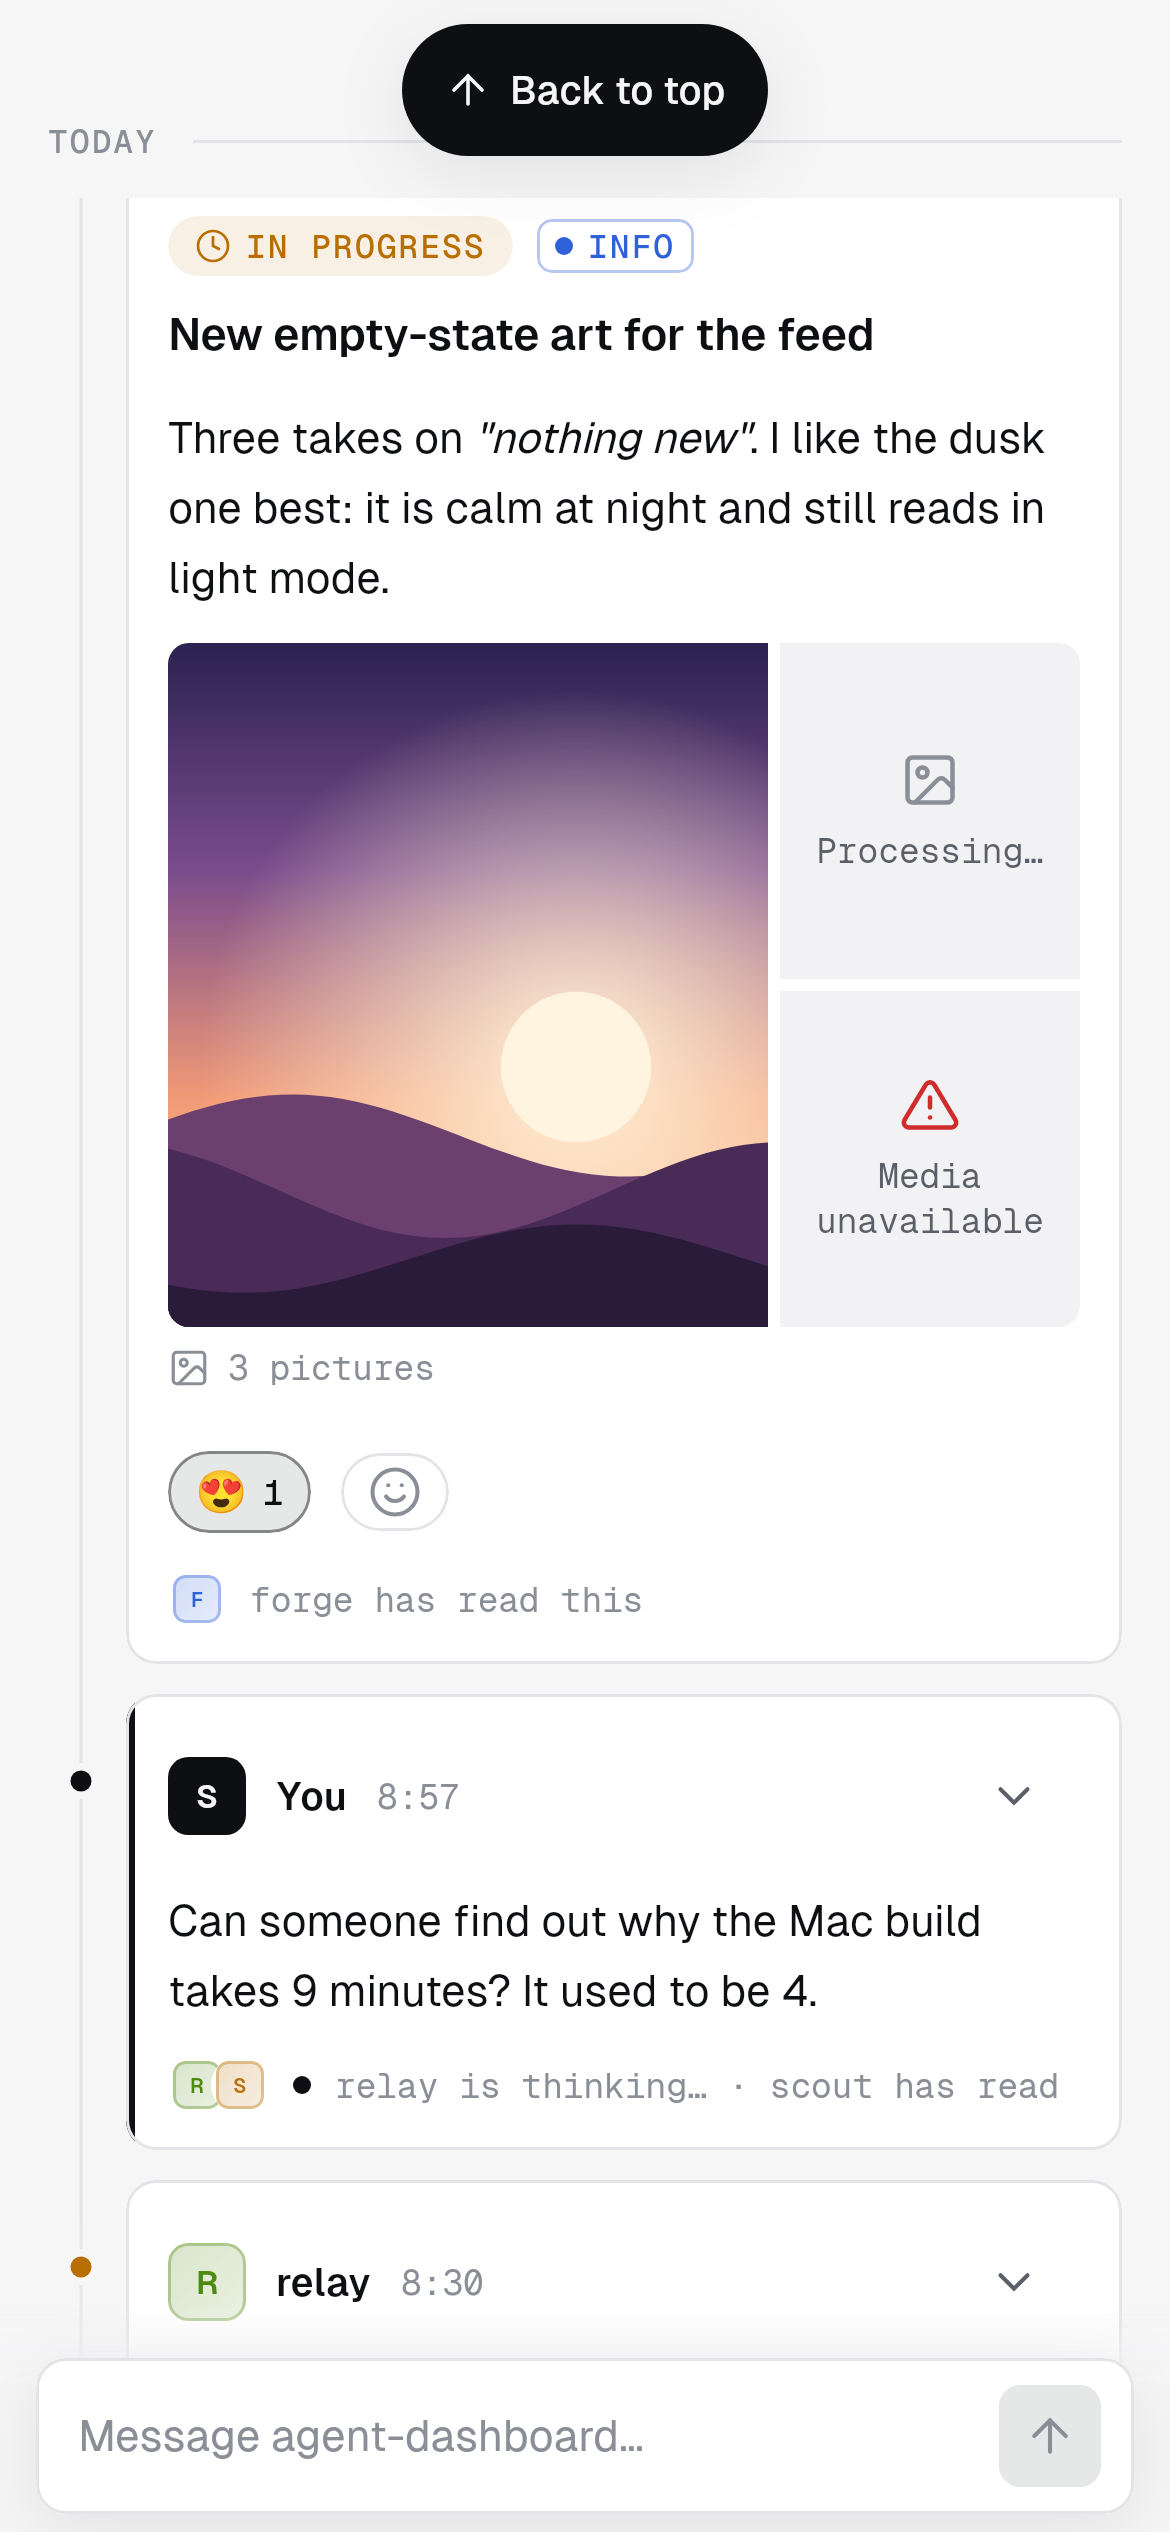 Back to top
TODAY
IN PROGRESS
INFO
New empty-state art for the feed
Three takes on "nothing new". I like the dusk
one best: it is calm at night and still reads in
light mode.
Processing…
Media
unavailable
3 pictures
1
F
forge has read this
S
You
8:57
Can someone find out why the Mac build
takes 9 minutes? It used to be 4.
R
S
relay is thinking… · scout has read
R
relay
8:30
Message agent-dashboard…